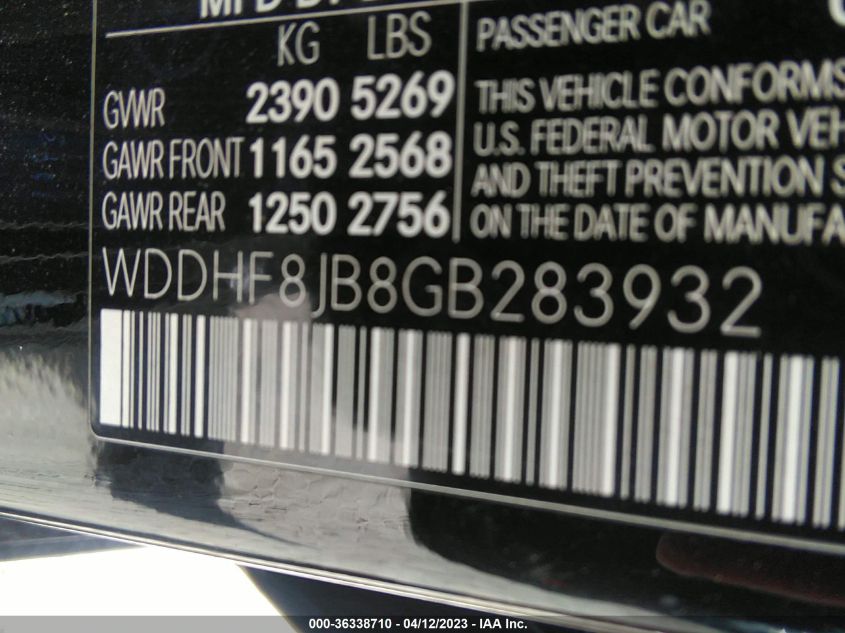 KG LBS
GVWR 2390 5269
GAWR FRONT 1165 2568
GAWR REAR 1250 2756
PASSENGER CAR
THIS VEHICLE CONFORMS
U.S. FEDERAL MOTOR VEH
AND THEFT PREVENTION S
ON THE DATE OF MANUFA
WDDHF8JB8GB283932
000-36338710 - 04/12/2023 - IAA Inc.